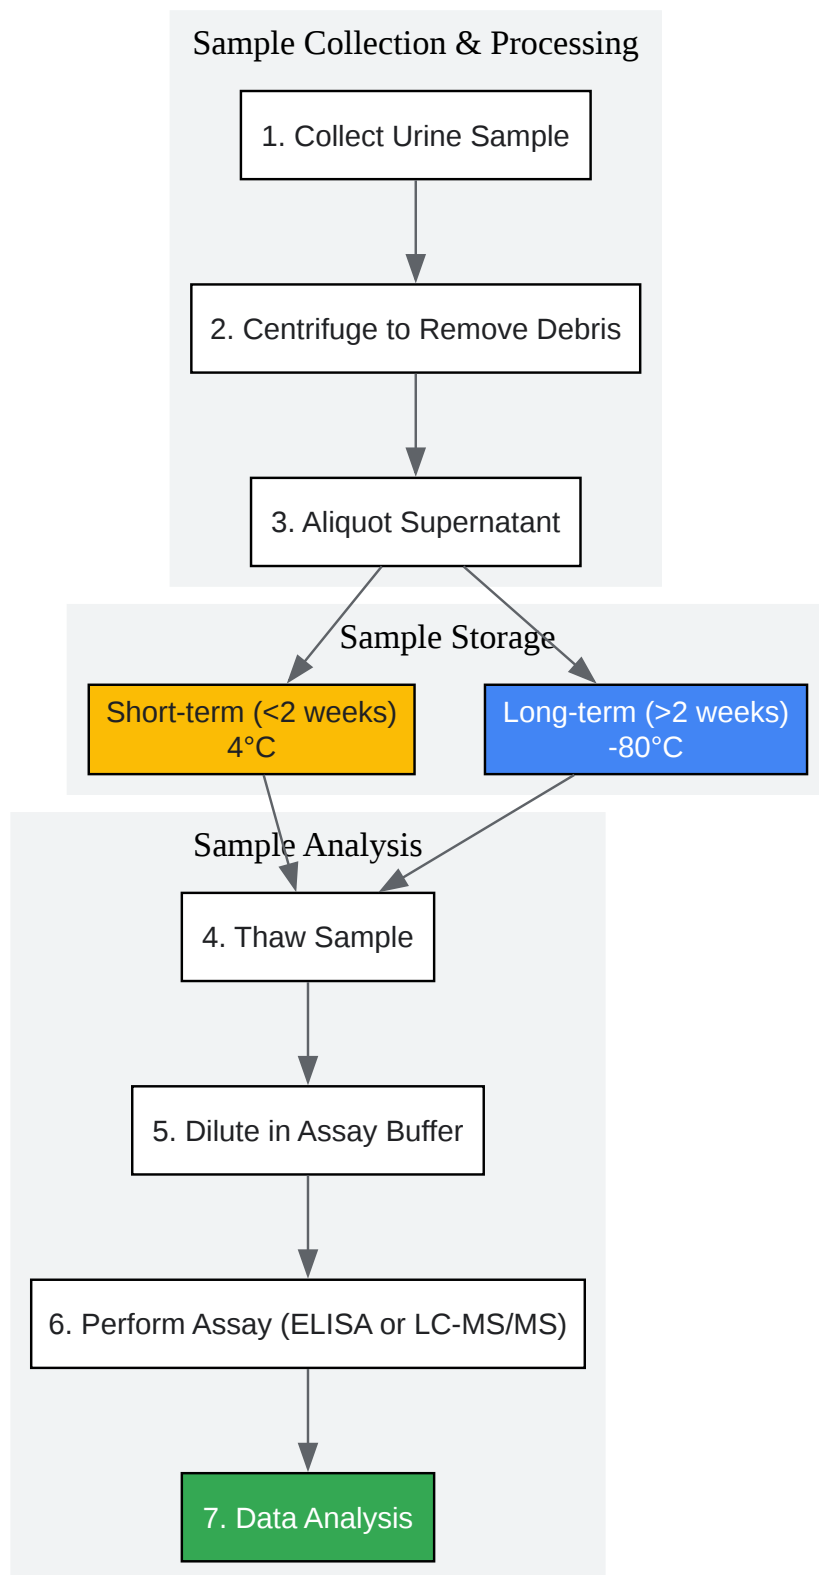 Sample Collection & Processing
1. Collect Urine Sample
2. Centrifuge to Remove Debris
3. Aliquot Supernatant
Sample Storage
Short-term (<2 weeks)
4°C
Long-term (>2 weeks)
-80°C
Sample Analysis
4. Thaw Sample
5. Dilute in Assay Buffer
6. Perform Assay (ELISA or LC-MS/MS)
7. Data Analysis